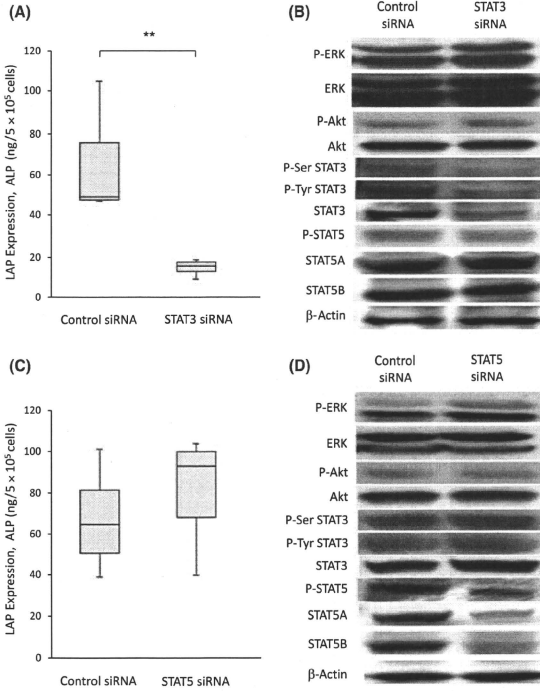 (A)
**
LAP Expression, ALP (ng/5 × 10⁵ cells)
120
100
80
60
40
20
0
Control siRNA STAT3 siRNA
(B)
Control siRNA
STAT3 siRNA
P-ERK
ERK
P-Akt
Akt
P-Ser STAT3
P-Tyr STAT3
STAT3
P-STAT5
STAT5A
STAT5B
β-Actin
(C)
LAP Expression, ALP (ng/5 × 10⁵ cells)
120
100
80
60
40
20
0
Control siRNA STAT5 siRNA
(D)
Control siRNA
STAT5 siRNA
P-ERK
ERK
P-Akt
Akt
P-Ser STAT3
P-Tyr STAT3
STAT3
P-STAT5
STAT5A
STAT5B
β-Actin